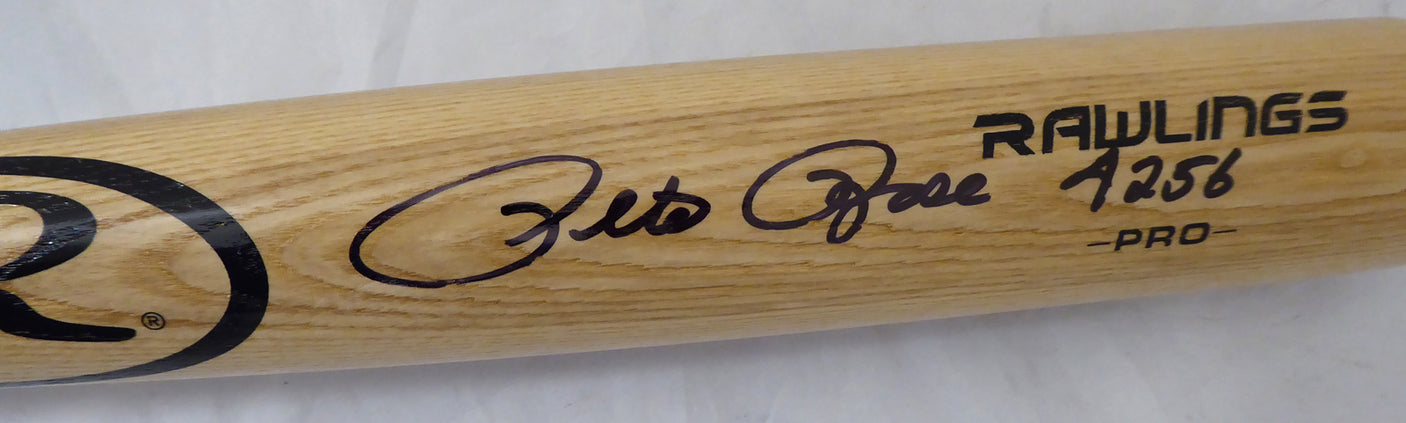 R
®
Pete Rose
RAWLINGS
4256
-PRO-